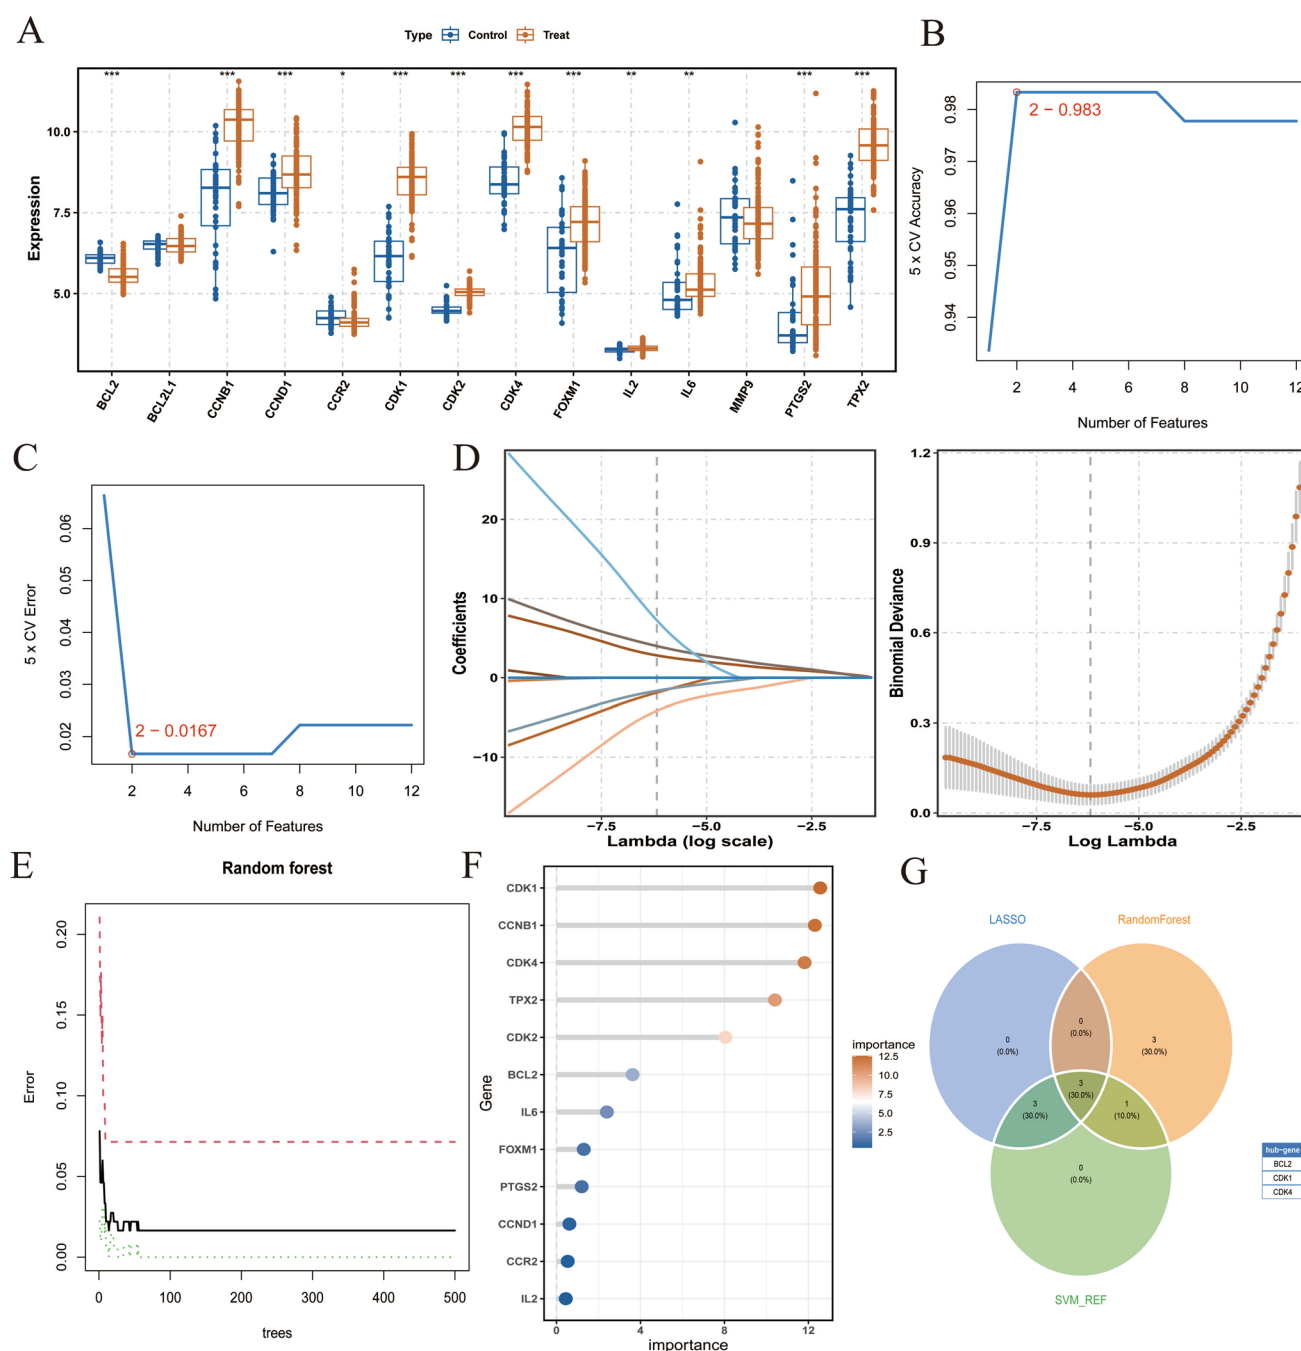 A
Type Control Treat
*** *** *** * *** *** *** *** ** ** *** ***
Expression
10.0
7.5
5.0
BCL2 BCL2L1 CCNB1 CCND1 CCR2 CDK1 CDK2 CDK4 FOXM1 IL2 IL6 MMP9 PTGS2 TPX2
B
5 x CV Accuracy
0.98
0.97
0.96
0.95
0.94
2 − 0.983
2 4 6 8 10 12
Number of Features
C
5 x CV Error
0.06
0.05
0.04
0.03
0.02
2 − 0.0167
2 4 6 8 10 12
Number of Features
D
Coefficients
20
10
0
−10
−7.5 −5.0 −2.5
Lambda (log scale)
Binomial Deviance
1.2
0.9
0.6
0.3
0.0
−7.5 −5.0 −2.5
Log Lambda
E
Random forest
Error
0.20
0.15
0.10
0.05
0.00
0 100 200 300 400 500
trees
F
Gene
CDK1
CCNB1
CDK4
TPX2
CDK2
BCL2
IL6
FOXM1
PTGS2
CCND1
CCR2
IL2
0 4 8 12
importance
importance
12.5
10.0
7.5
5.0
2.5
G
LASSO RandomForest
0
(0.0%)
0
(0.0%)
3
(30.0%)
3
(30.0%)
3
(30.0%)
1
(10.0%)
0
(0.0%)
SVM_REF
hub-gene
BCL2
CDK1
CDK4